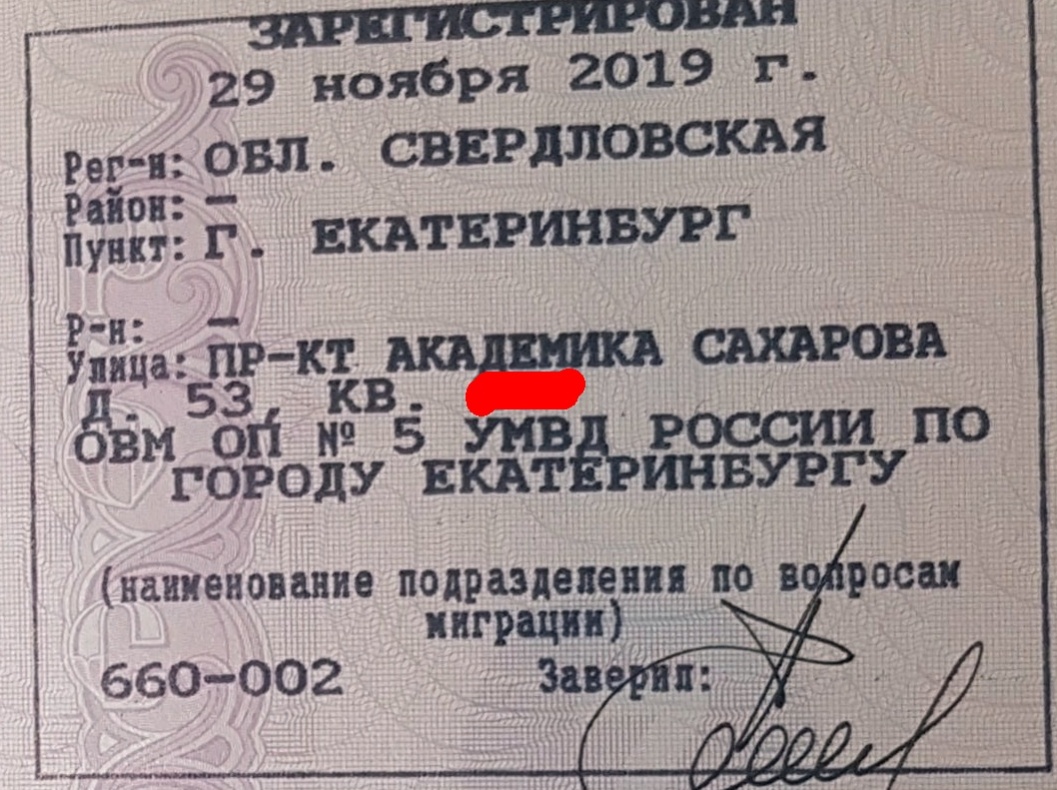 ЗАРЕГИСТРИРОВАН
29 ноября 2019 г.
Рег-н: ОБЛ. СВЕРДЛОВСКАЯ
Район: –
Пункт: Г. ЕКАТЕРИНБУРГ
Р-н: –
Улица: ПР-КТ АКАДЕМИКА САХАРОВА
Д. 53, КВ.
ОВМ ОП № 5 УМВД РОССИИ ПО
ГОРОДУ ЕКАТЕРИНБУРГУ
(наименование подразделения по вопросам
миграции)
660-002 Заверил: